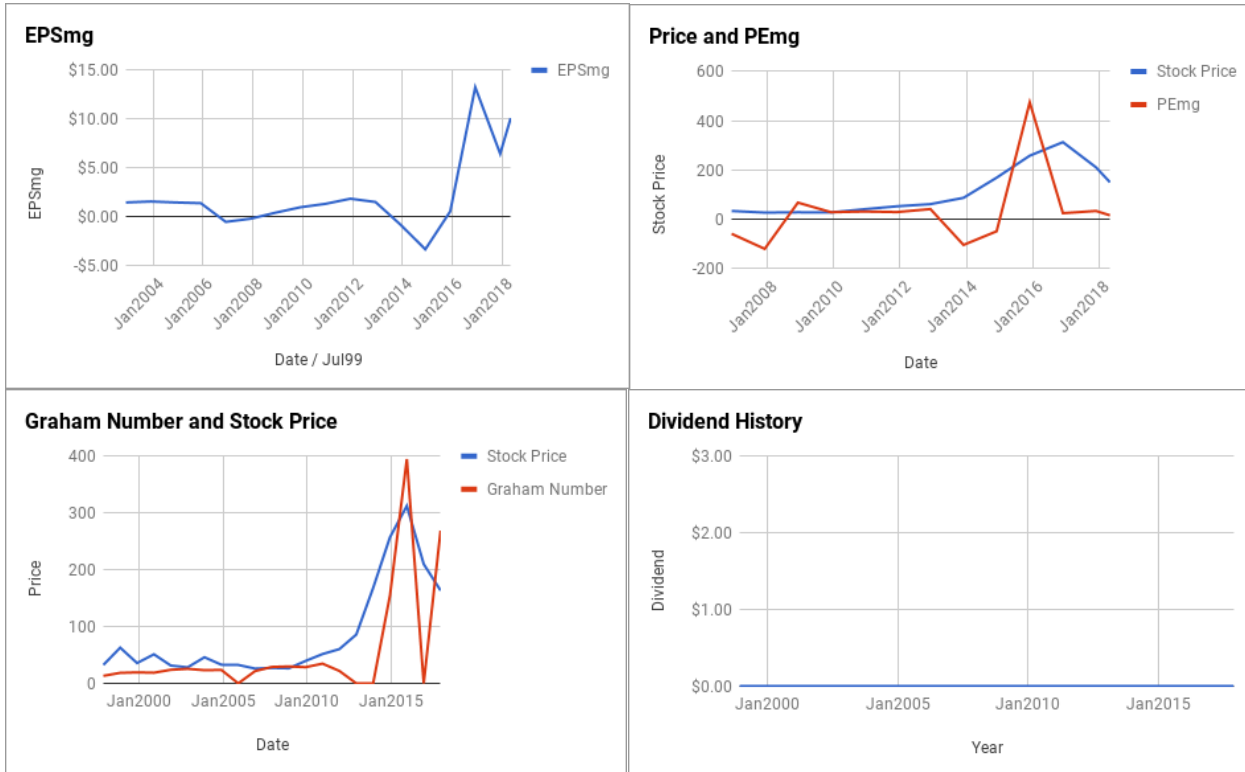 EPSmg
$15.00
$10.00
$5.00
$0.00
-$5.00
EPSmg
EPSmg
Jan2004
Jan2006
Jan2008
Jan2010
Jan2012
Jan2014
Jan2016
Jan2018
Date / Jul99
Price and PEmg
600
400
200
0
-200
Stock Price
Stock Price
PEmg
Jan2008
Jan2010
Jan2012
Jan2014
Jan2016
Jan2018
Date
Graham Number and Stock Price
400
300
200
100
0
Price
Stock Price
Graham Number
Jan2000
Jan2005
Jan2010
Jan2015
Date
Dividend History
$3.00
$2.00
$1.00
$0.00
Dividend
Jan2000
Jan2005
Jan2010
Jan2015
Year